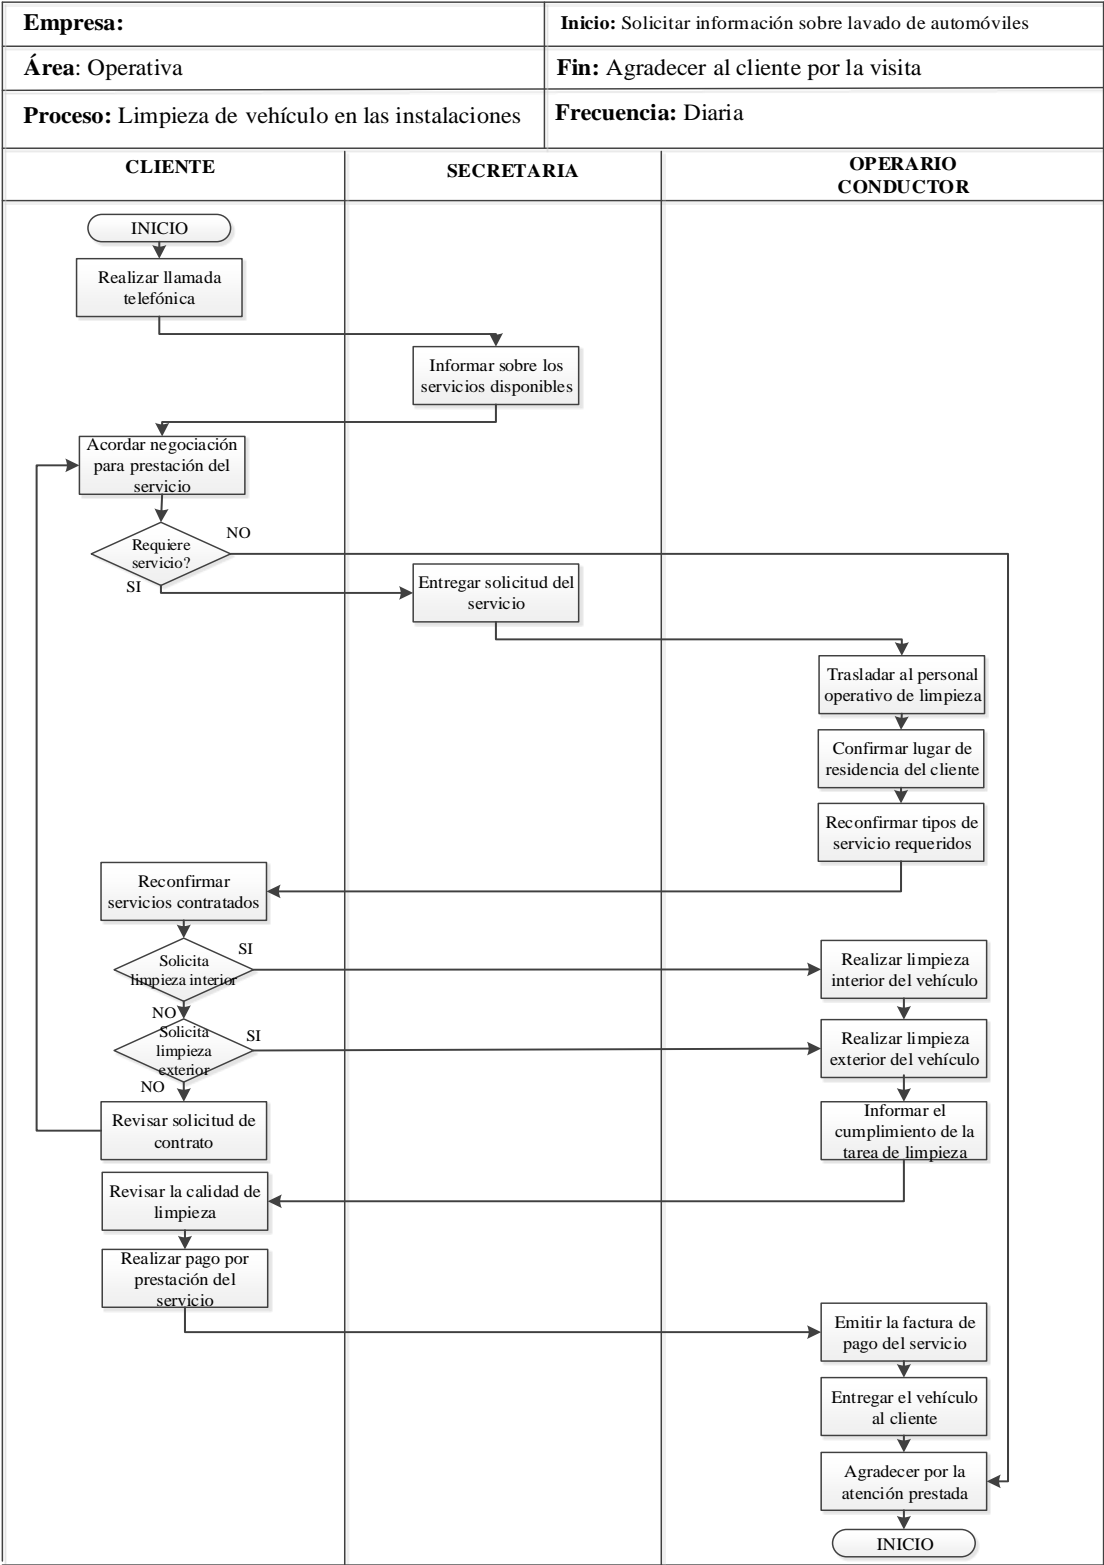 Empresa:
Inicio: Solicitar información sobre lavado de automóviles
Área: Operativa
Fin: Agradecer al cliente por la visita
Proceso: Limpieza de vehículo en las instalaciones
Frecuencia: Diaria
CLIENTE
SECRETARIA
OPERARIO
CONDUCTOR
INICIO
Realizar llamada
telefónica
Informar sobre los
servicios disponibles
Acordar negociación
para prestación del
servicio
Requiere
servicio?
NO
SI
Entregar solicitud del
servicio
Trasladar al personal
operativo de limpieza
Confirmar lugar de
residencia del cliente
Reconfirmar tipos de
servicio requeridos
Reconfirmar
servicios contratados
Solicita
limpieza interior
SI
NO
Realizar limpieza
interior del vehículo
Solicita
limpieza
exterior
SI
NO
Realizar limpieza
exterior del vehículo
Revisar solicitud de
contrato
Informar el
cumplimiento de la
tarea de limpieza
Revisar la calidad de
limpieza
Realizar pago por
prestación del
servicio
Emitir la factura de
pago del servicio
Entregar el vehículo
al cliente
Agradecer por la
atención prestada
INICIO